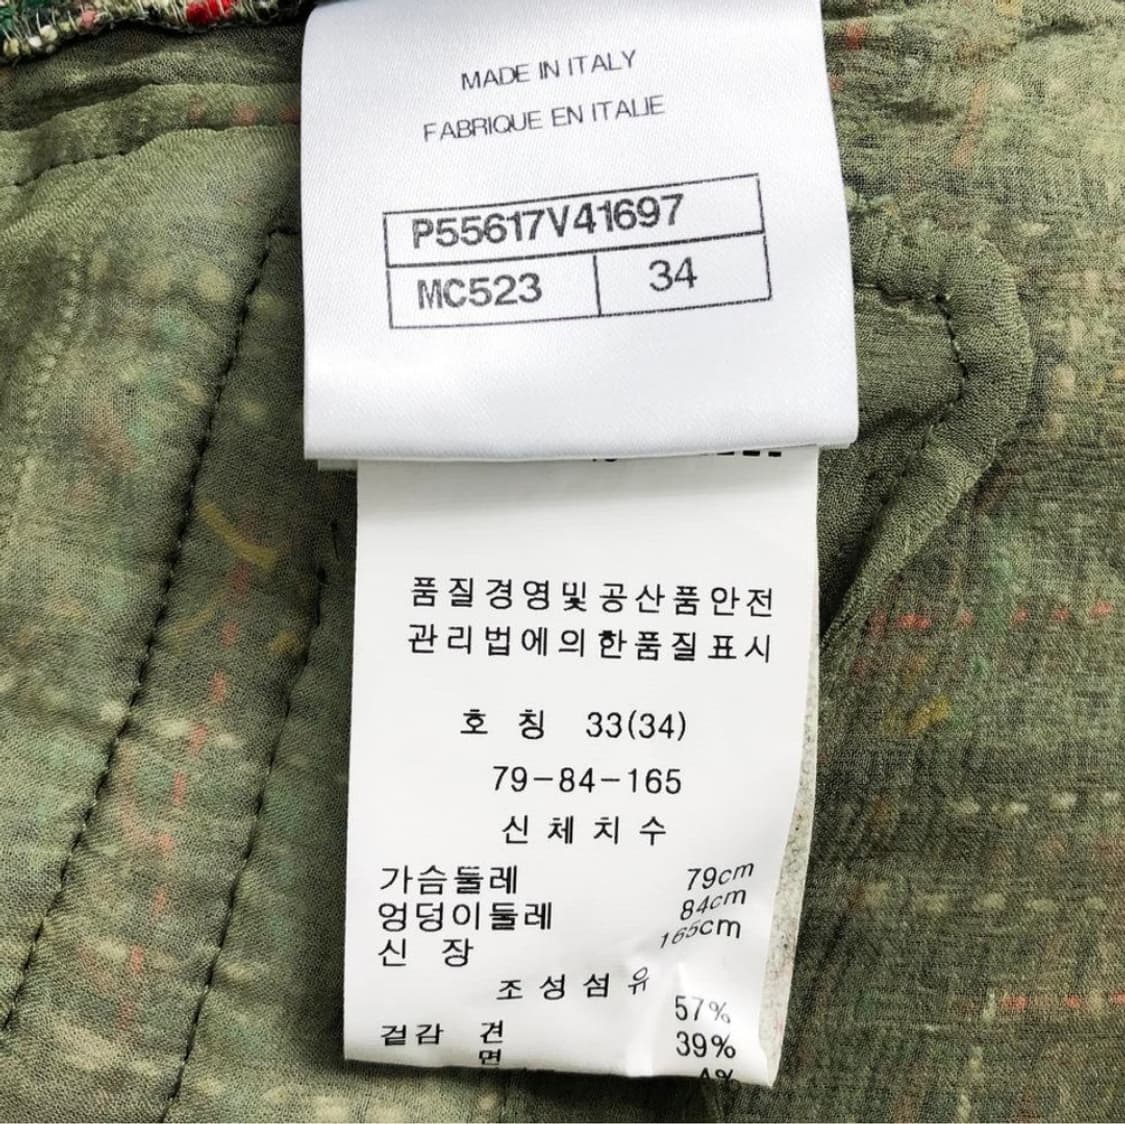 MADE IN ITALY
FABRIQUE EN ITALIE
P55617V41697
MC523 34
품질경영및공산품안전
관리법에의한품질표시
호 칭 33(34)
79-84-165
신 체 치 수
가슴둘레 79cm
엉덩이둘레 84cm
신 장 165cm
조 성 섬 유
겉감 견 57%
면 39%
4%